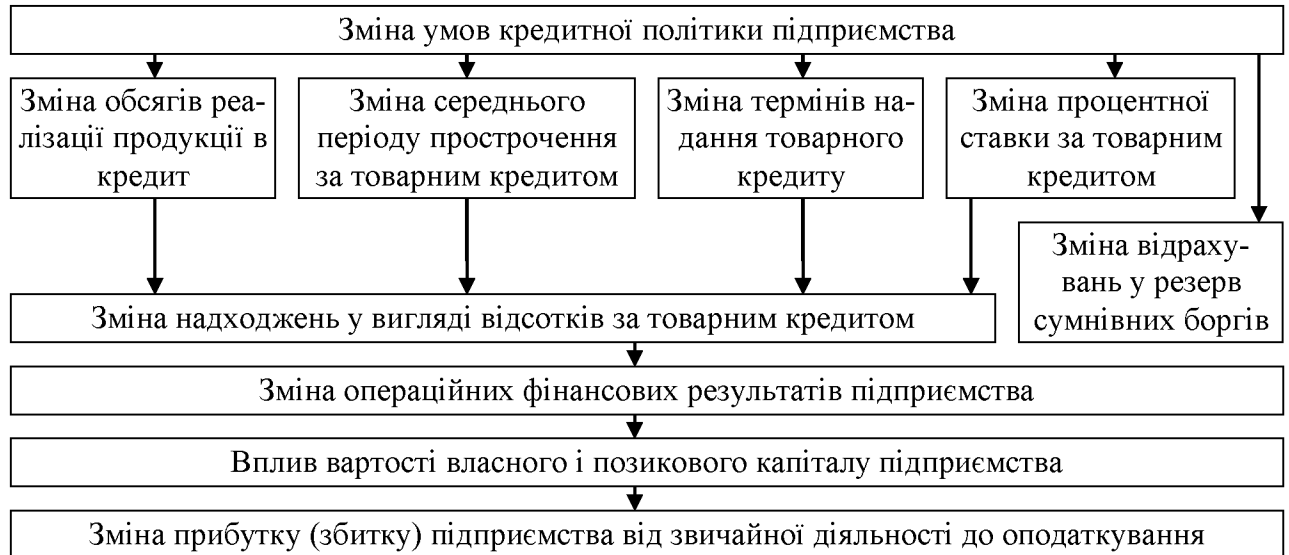 Зміна умов кредитної політики підприємства
Зміна обсягів реа-
лізації продукції в
кредит
Зміна середнього
періоду прострочення
за товарним кредитом
Зміна термінів на-
дання товарного
кредиту
Зміна процентної
ставки за товарним
кредитом
Зміна відраху-
вань у резерв
сумнівних боргів
Зміна надходжень у вигляді відсотків за товарним кредитом
Зміна операційних фінансових результатів підприємства
Вплив вартості власного і позикового капіталу підприємства
Зміна прибутку (збитку) підприємства від звичайної діяльності до оподаткування